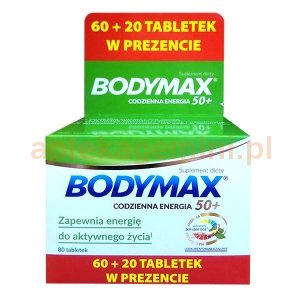 60 + 20 TABLETEK
W PREZENCIE
Suplement diety
BODYMAX®
CODZIENNA ENERGIA 50+
Suplement diety
BODYMAX®
CODZIENNA ENERGIA 50+
Zapewnia energię
do aktywnego życia
80 tabletek
60 + 20 TABLETEK
W PREZENCIE